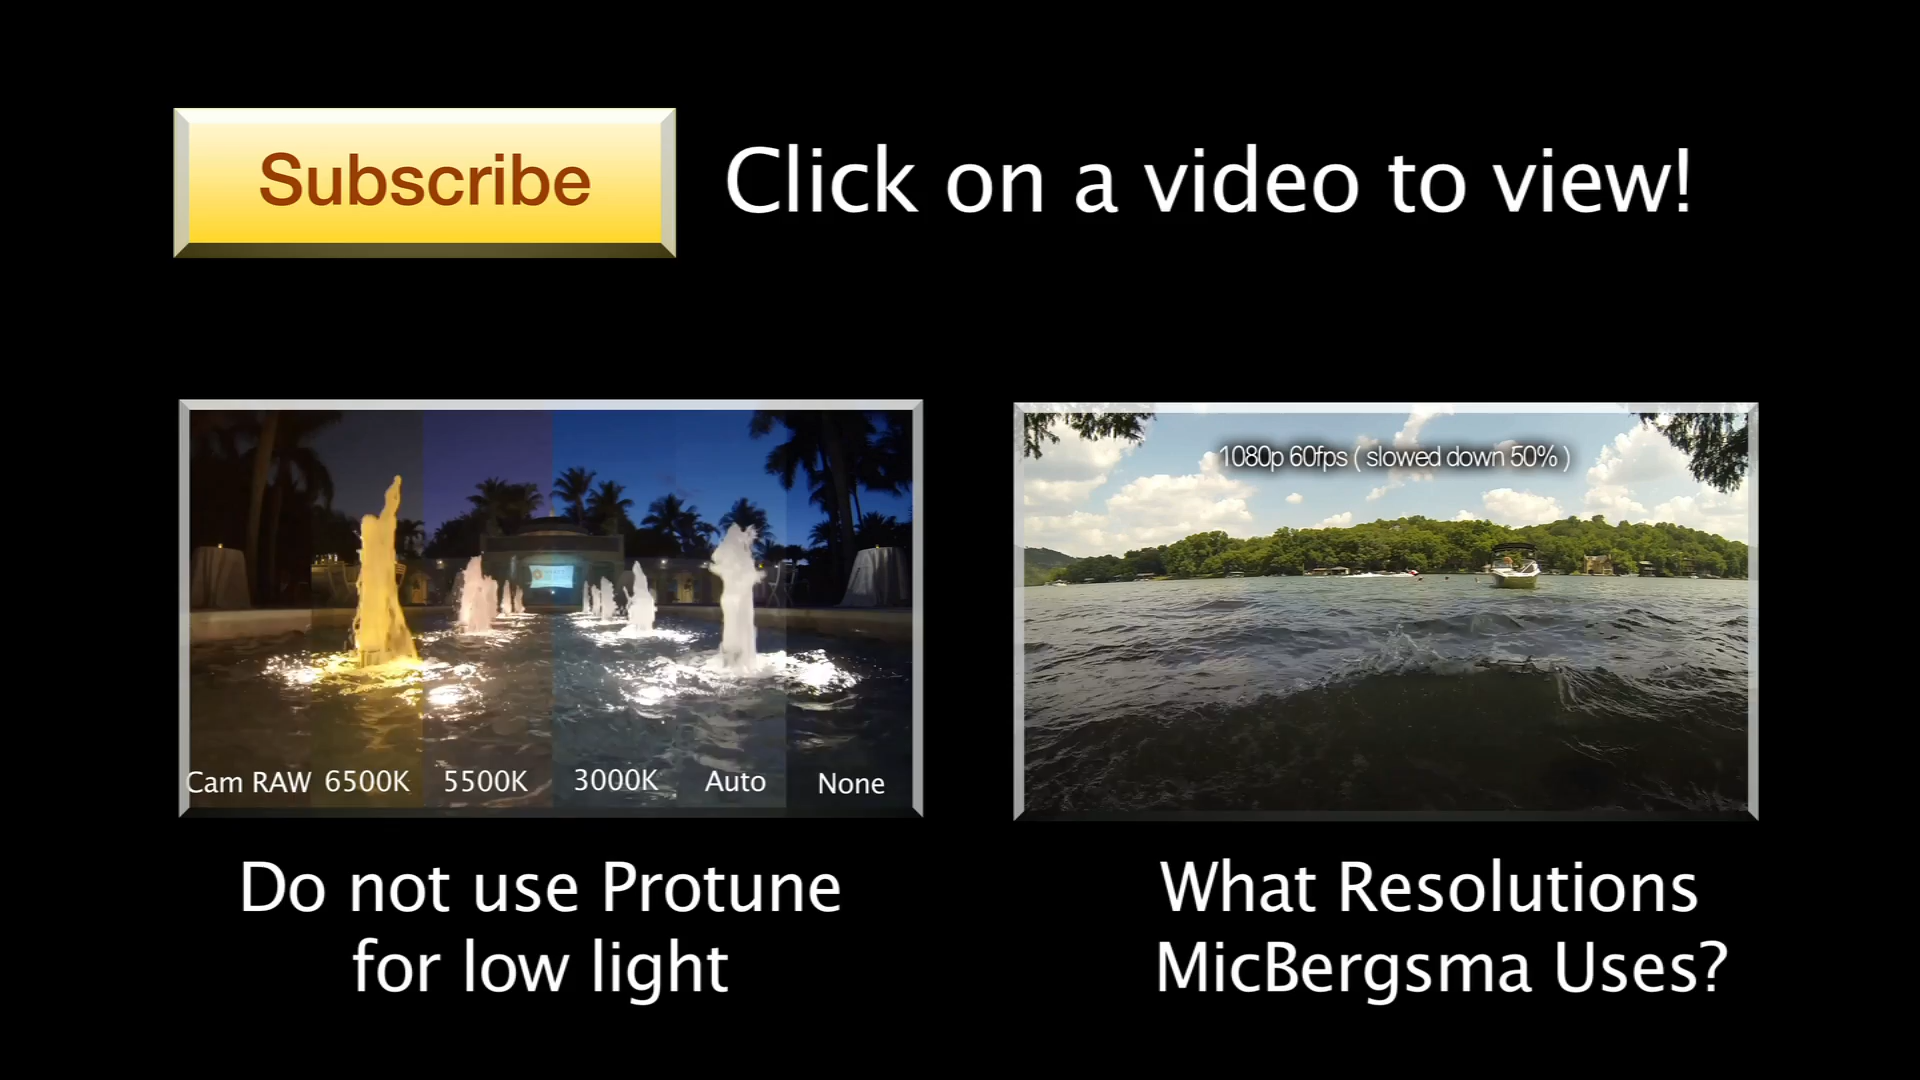 Subscribe
Click on a video to view!
1080p 60fps ( slowed down 50% )
Cam RAW 6500K 5500K 3000K Auto None
Do not use Protune
for low light
What Resolutions
MicBergsma Uses?